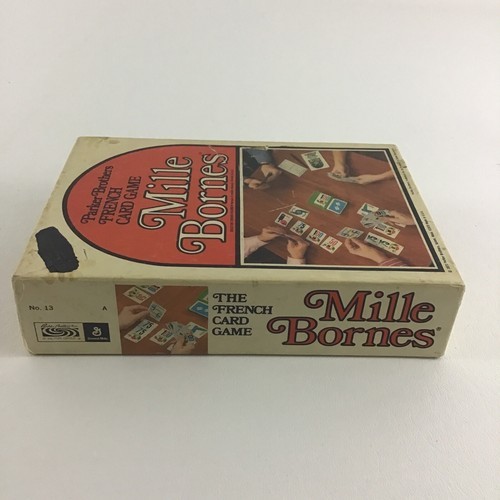 Parker Brothers
FRENCH
CARD GAME
Mille
Bornes®
No. 13
A
THE
FRENCH
CARD
GAME
Mille
Bornes®